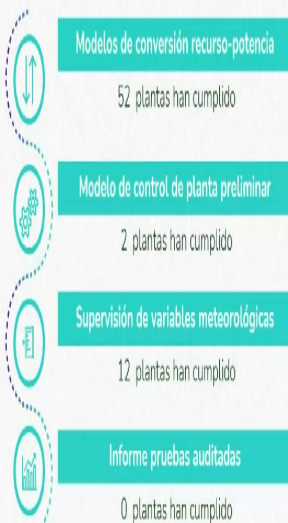 Modelos de conversión recurso-potencia
52 plantas han cumplido
Modelo de control de planta preliminar
2 plantas han cumplido
Supervisión de variables meteorológicas
12 plantas han cumplido
Informe pruebas auditadas
0 plantas han cumplido